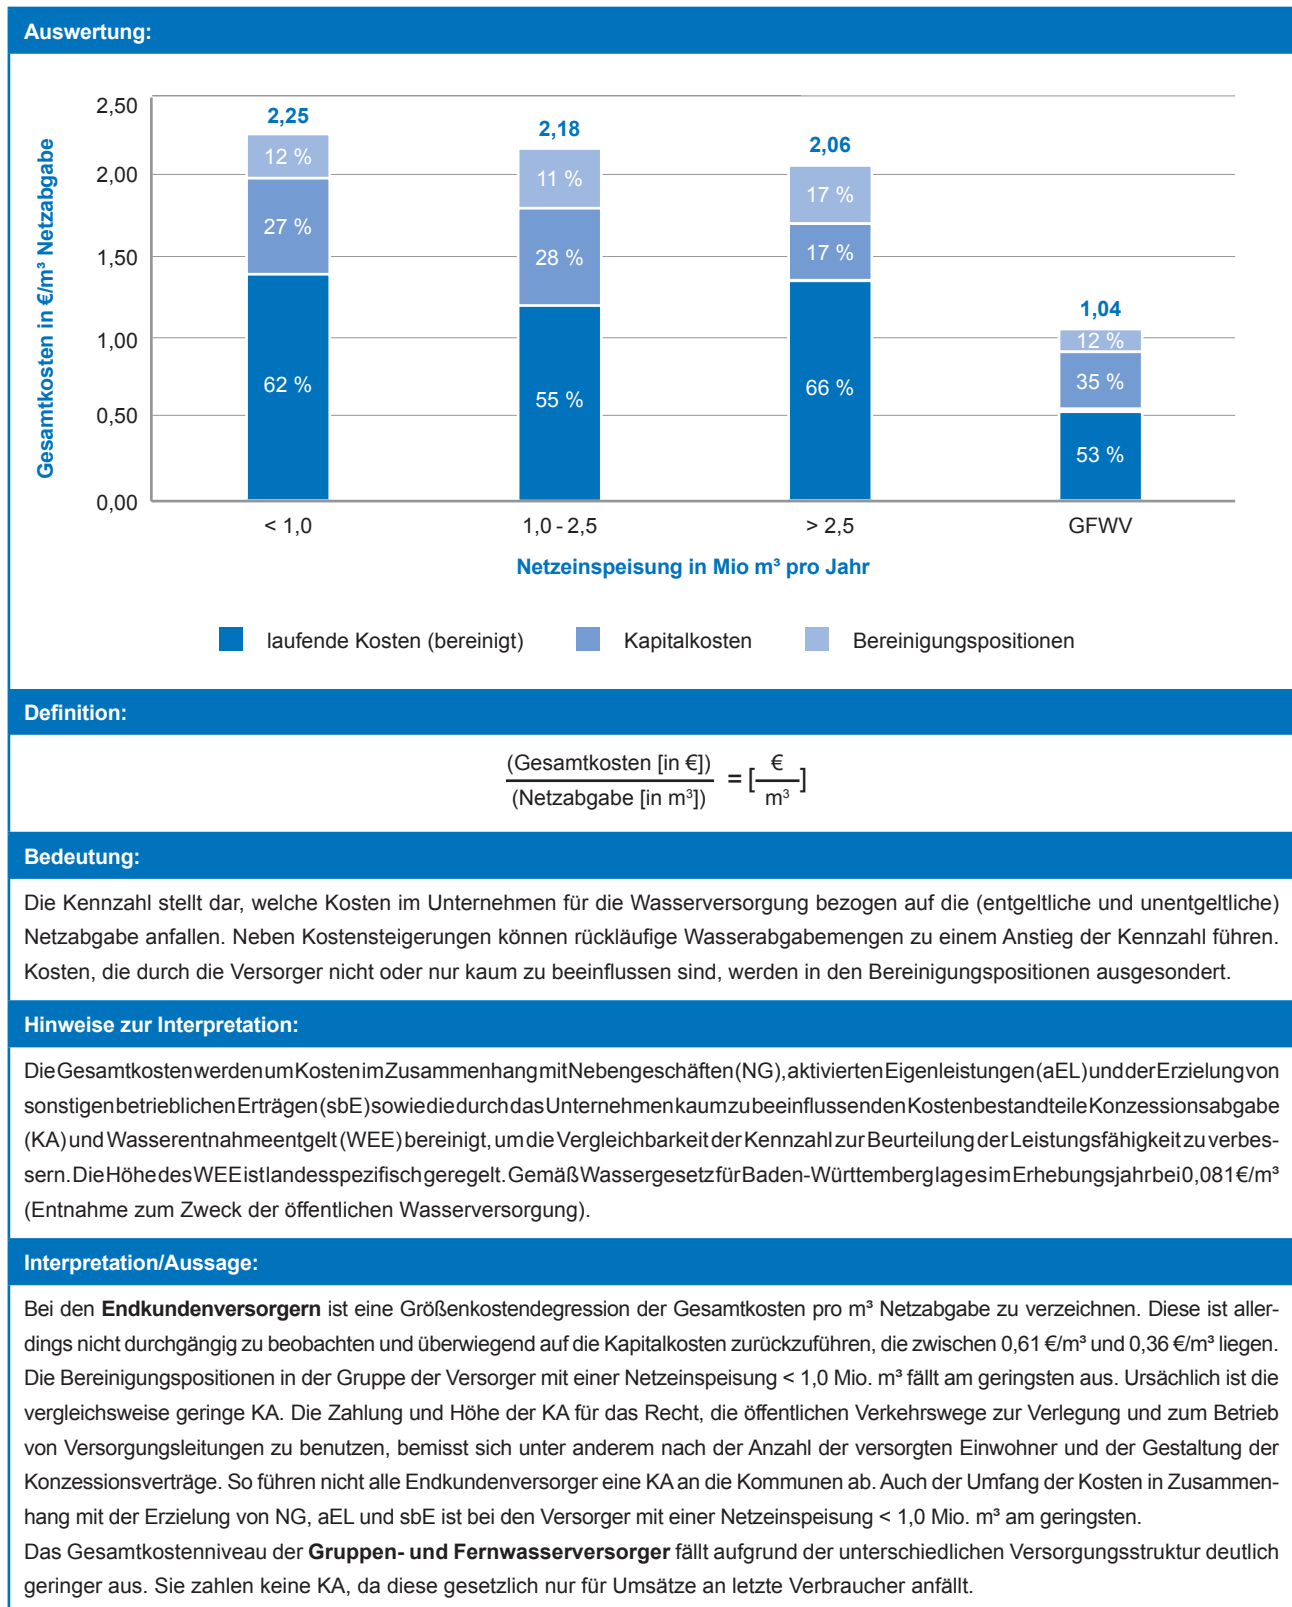 Auswertung:
Gesamtkosten in €/m³ Netzabgabe
2,50
2,00
1,50
1,00
0,50
0,00
2,25
12 %
27 %
62 %
2,18
11 %
28 %
55 %
2,06
17 %
17 %
66 %
1,04
12 %
35 %
53 %
< 1,0
1,0 - 2,5
> 2,5
GFWV
Netzeinspeisung in Mio m³ pro Jahr
laufende Kosten (bereinigt)
Kapitalkosten
Bereinigungspositionen
Definition:
(Gesamtkosten [in €])
(Netzabgabe [in m³])
= [€/m³]
Bedeutung:
Die Kennzahl stellt dar, welche Kosten im Unternehmen für die Wasserversorgung bezogen auf die (entgeltliche und unentgeltliche)
Netzabgabe anfallen. Neben Kostensteigerungen können rückläufige Wasserabgabemengen zu einem Anstieg der Kennzahl führen.
Kosten, die durch die Versorger nicht oder nur kaum zu beeinflussen sind, werden in den Bereinigungspositionen ausgesondert.
Hinweise zur Interpretation:
Die Gesamtkosten werden um Kosten im Zusammenhang mit Nebengeschäften (NG), aktivierten Eigenleistungen (aEL) und der Erzielung von
sonstigen betrieblichen Erträgen (sbE) sowie die durch das Unternehmen kaum zu beeinflussenden Kostenbestandteile Konzessionsabgabe
(KA) und Wasserentnahmeentgelt (WEE) bereinigt, um die Vergleichbarkeit der Kennzahl zur Beurteilung der Leistungsfähigkeit zu verbes-
sern. Die Höhe des WEE ist landesspezifisch geregelt. Gemäß Wassergesetz für Baden-Württemberg lag es im Erhebungsjahr bei 0,081 €/m³
(Entnahme zum Zweck der öffentlichen Wasserversorgung).
Interpretation/Aussage:
Bei den Endkundenversorgern ist eine Größenkostendegression der Gesamtkosten pro m³ Netzabgabe zu verzeichnen. Diese ist aller-
dings nicht durchgängig zu beobachten und überwiegend auf die Kapitalkosten zurückzuführen, die zwischen 0,61 €/m³ und 0,36 €/m³ liegen.
Die Bereinigungspositionen in der Gruppe der Versorger mit einer Netzeinspeisung < 1,0 Mio. m³ fällt am geringsten aus. Ursächlich ist die
vergleichsweise geringe KA. Die Zahlung und Höhe der KA für das Recht, die öffentlichen Verkehrswege zur Verlegung und zum Betrieb
von Versorgungsleitungen zu benutzen, bemisst sich unter anderem nach der Anzahl der versorgten Einwohner und der Gestaltung der
Konzessionsverträge. So führen nicht alle Endkundenversorger eine KA an die Kommunen ab. Auch der Umfang der Kosten in Zusammen-
hang mit der Erzielung von NG, aEL und sbE ist bei den Versorger mit einer Netzeinspeisung < 1,0 Mio. m³ am geringsten.
Das Gesamtkostenniveau der Gruppen- und Fernwasserversorger fällt aufgrund der unterschiedlichen Versorgungsstruktur deutlich
geringer aus. Sie zahlen keine KA, da diese gesetzlich nur für Umsätze an letzte Verbraucher anfällt.